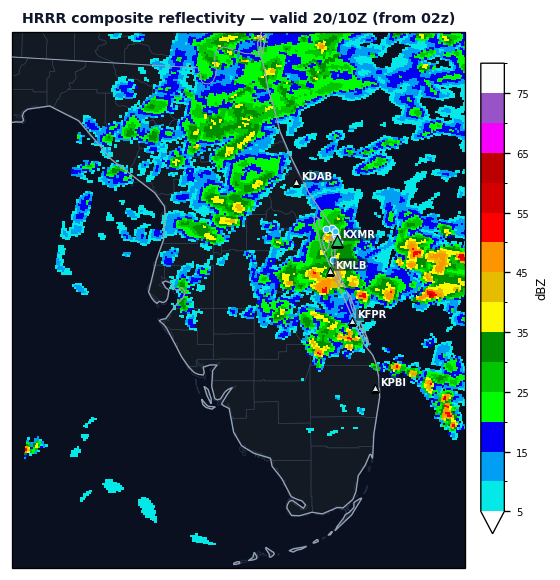 HRRR composite reflectivity — valid 20/10Z (from 02z)
KDAB
KXMR
KMLB
KFPR
KPBI
75
65
55
45
35
25
15
5
dBZ